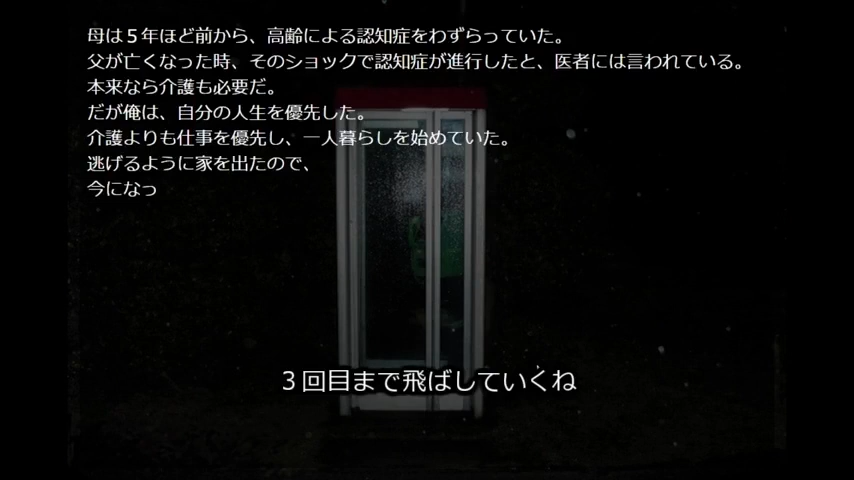 母は５年ほど前から、高齢による認知症をわずらっていた。
父が亡くなった時、そのショックで認知症が進行したと、医者には言われている。
本来なら介護も必要だ。
だが俺は、自分の人生を優先した。
介護よりも仕事を優先し、一人暮らしを始めていた。
逃げるように家を出たので、
今になっ
３回目まで飛ばしていくね